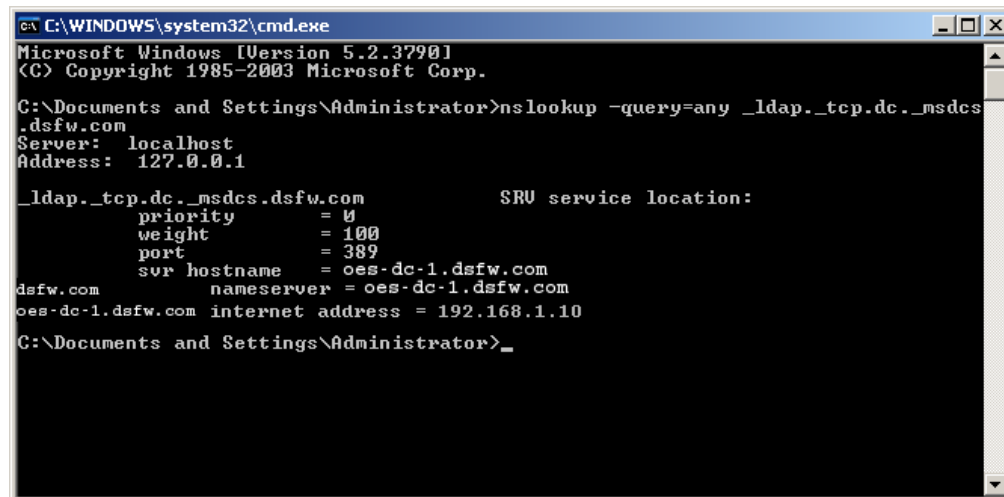 C:\WINDOWS\system32\cmd.exe
Microsoft Windows [Version 5.2.3790]
(C) Copyright 1985-2003 Microsoft Corp.
C:\Documents and Settings\Administrator>nslookup -query=any _ldap._tcp.dc._msdcs
.dsfw.com
Server: localhost
Address: 127.0.0.1
_ldap._tcp.dc._msdcs.dsfw.com SRV service location:
priority = 0
weight = 100
port = 389
svr hostname = oes-dc-1.dsfw.com
dsfw.com nameserver = oes-dc-1.dsfw.com
oes-dc-1.dsfw.com internet address = 192.168.1.10
C:\Documents and Settings\Administrator>_